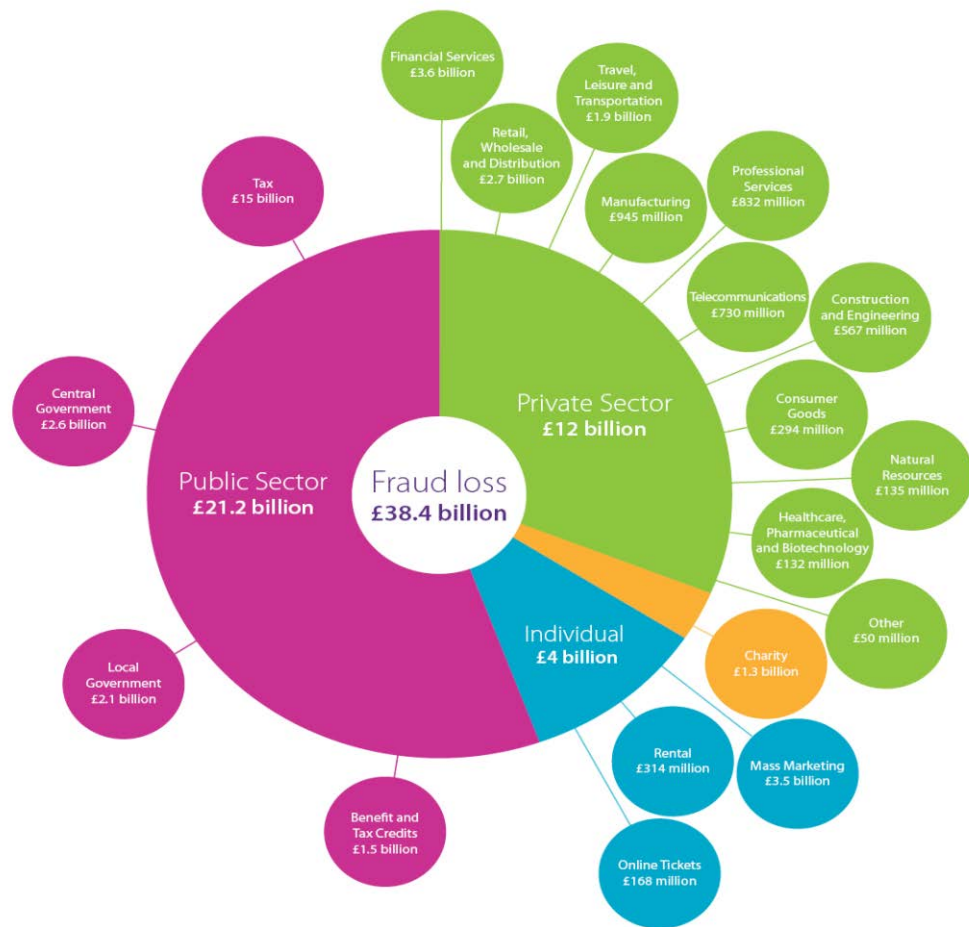 Financial Services
£3.6 billion
Travel,
Leisure and
Transportation
£1.9 billion
Retail,
Wholesale
and Distribution
£2.7 billion
Professional
Services
£832 million
Manufacturing
£945 million
Tax
£15 billion
Telecommunications
£730 million
Construction
and Engineering
£567 million
Central
Government
£2.6 billion
Private Sector
£12 billion
Consumer
Goods
£294 million
Natural
Resources
£135 million
Public Sector
£21.2 billion
Fraud loss
£38.4 billion
Healthcare,
Pharmaceutical
and Biotechnology
£132 million
Other
£50 million
Individual
£4 billion
Charity
£1.3 billion
Local
Government
£2.1 billion
Rental
£314 million
Mass Marketing
£3.5 billion
Benefit and
Tax Credits
£1.5 billion
Online Tickets
£168 million